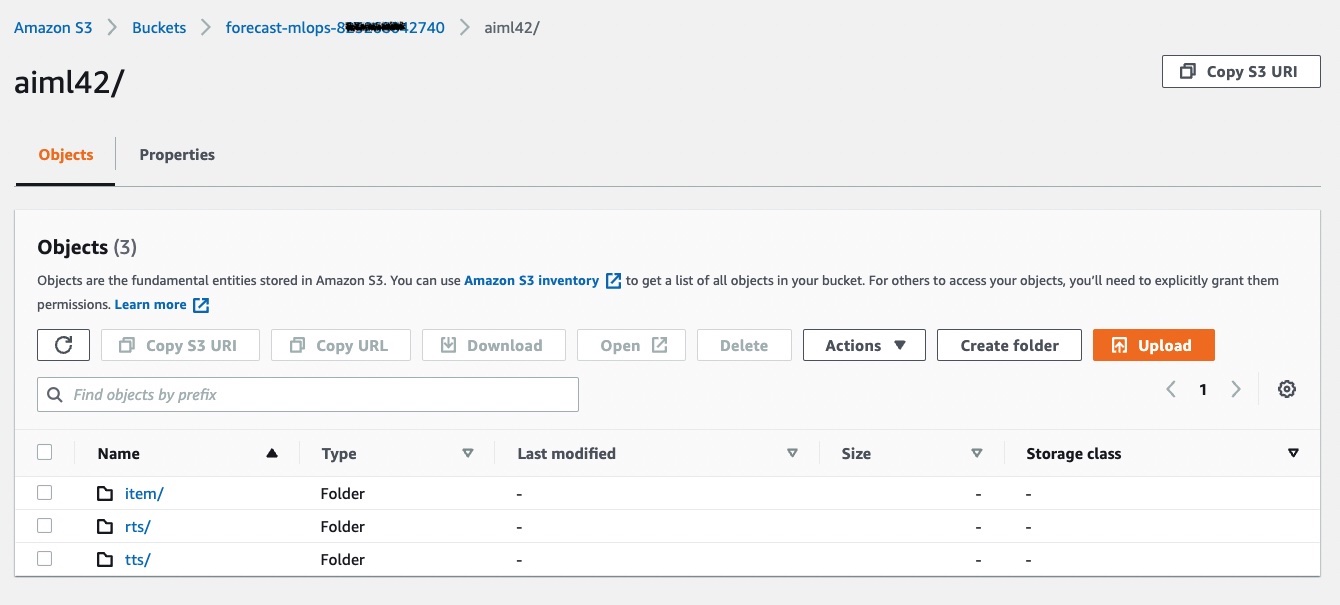 Amazon S3 > Buckets > forecast-mlops-8 42740 > aiml42/
aiml42/
Copy S3 URI
Objects Properties
Objects (3)
Objects are the fundamental entities stored in Amazon S3. You can use Amazon S3 inventory to get a list of all objects in your bucket. For others to access your objects, you’ll need to explicitly grant them
permissions. Learn more
Copy S3 URI Copy URL Download Open Delete Actions Create folder Upload
Find objects by prefix
< 1 >
Name Type Last modified Size Storage class
item/ Folder - - -
rts/ Folder - - -
tts/ Folder - - -